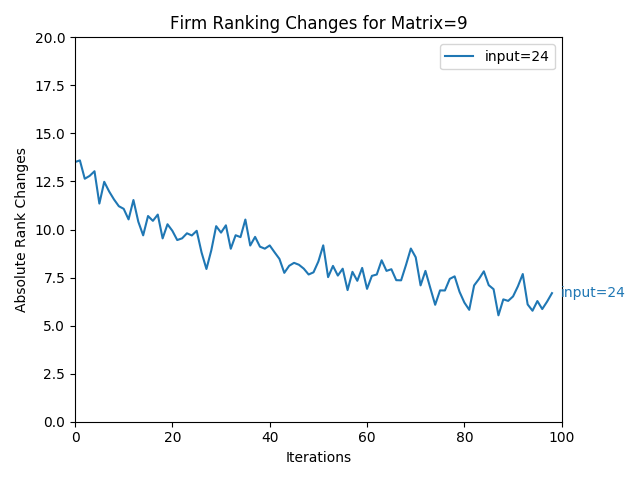 Firm Ranking Changes for Matrix=9
20.0
17.5
15.0
12.5
10.0
7.5
5.0
2.5
0.0
Absolute Rank Changes
input=24
input=24
0 20 40 60 80 100
Iterations